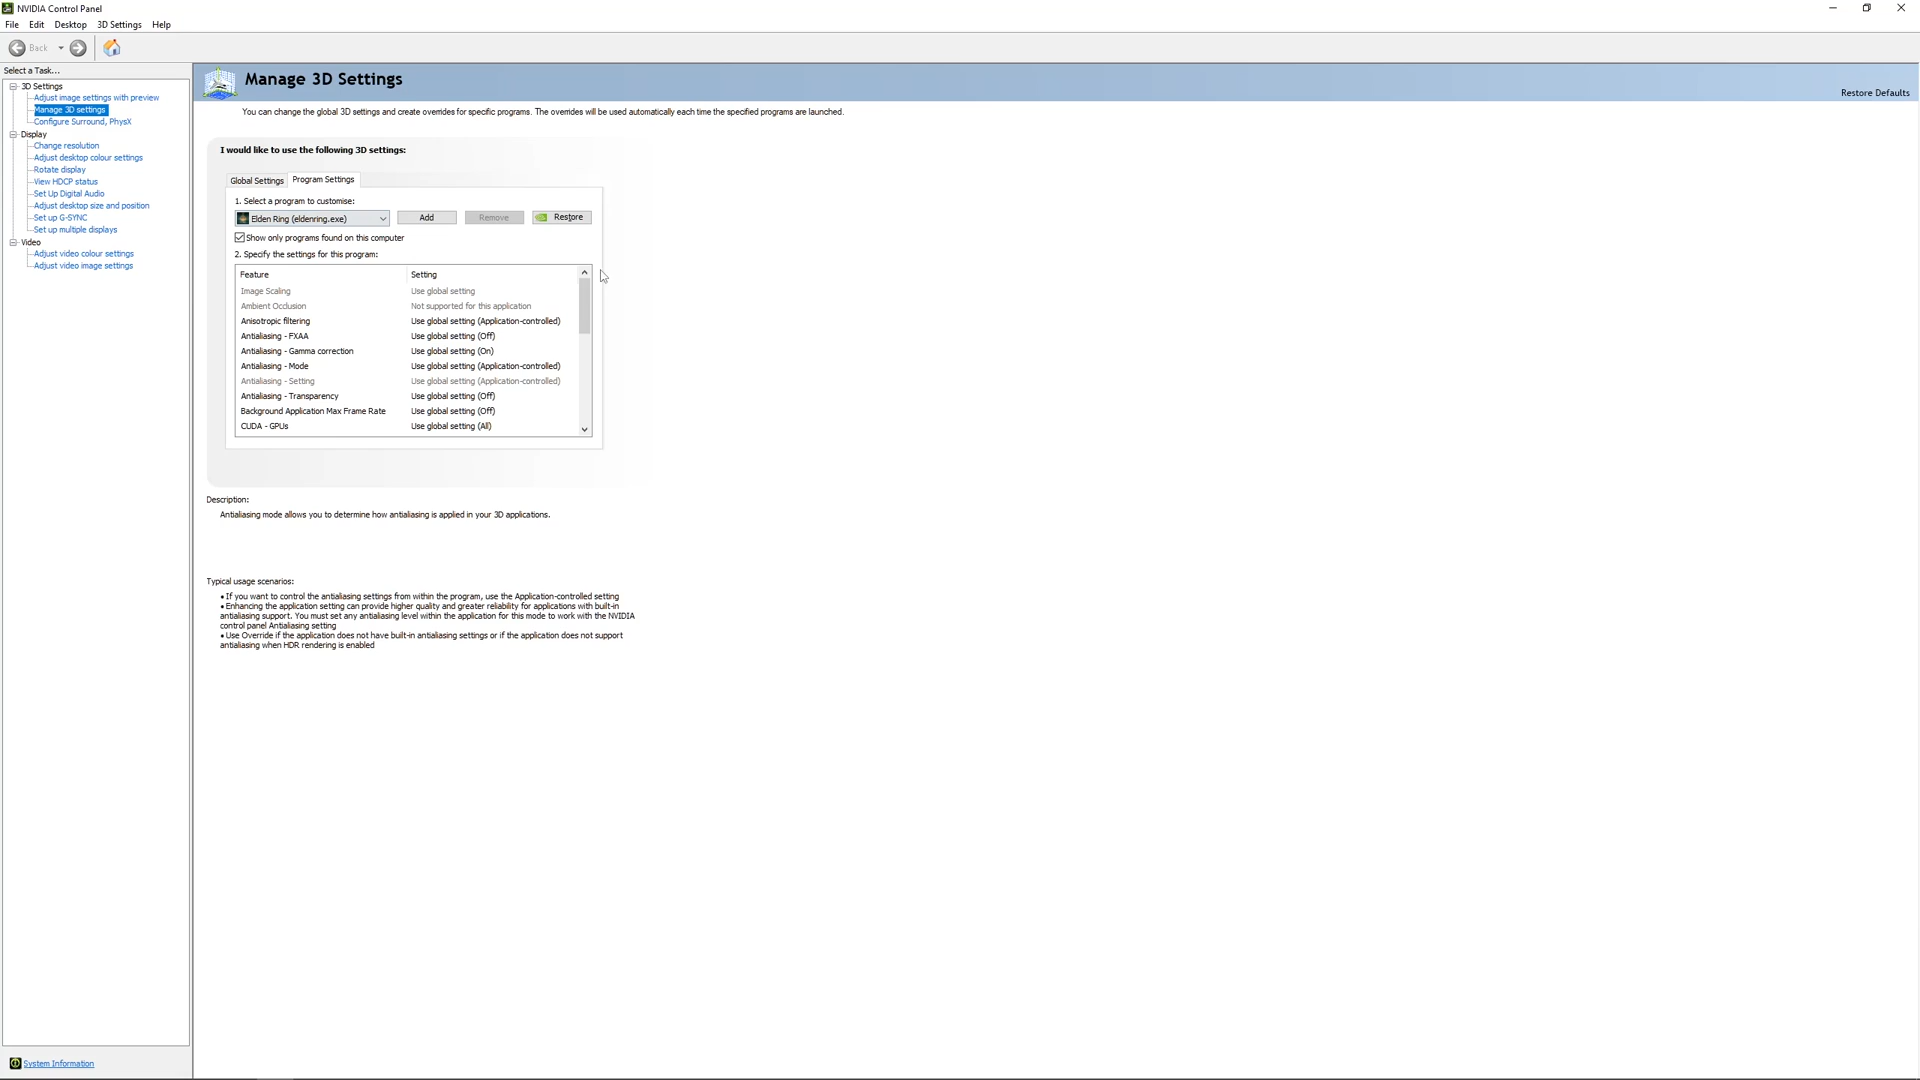 NVIDIA Control Panel
File Edit Desktop 3D Settings Help
Back
Select a Task...
3D Settings
Adjust image settings with preview
Manage 3D settings
Configure Surround, PhysX
Display
Change resolution
Adjust desktop colour settings
Rotate display
View HDCP status
Set Up Digital Audio
Adjust desktop size and position
Set up G-SYNC
Set up multiple displays
Video
Adjust video colour settings
Adjust video image settings
System Information
Manage 3D Settings
Restore Defaults
You can change the global 3D settings and create overrides for specific programs. The overrides will be used automatically each time the specified programs are launched.
I would like to use the following 3D settings:
Global Settings Program Settings
1. Select a program to customise:
Elden Ring (eldenring.exe) Add Remove Restore
Show only programs found on this computer
2. Specify the settings for this program:
Feature Setting
Image Scaling Use global setting
Ambient Occlusion Not supported for this application
Anisotropic filtering Use global setting (Application-controlled)
Antialiasing - FXAA Use global setting (Off)
Antialiasing - Gamma correction Use global setting (On)
Antialiasing - Mode Use global setting (Application-controlled)
Antialiasing - Setting Use global setting (Application-controlled)
Antialiasing - Transparency Use global setting (Off)
Background Application Max Frame Rate Use global setting (Off)
CUDA - GPUs Use global setting (All)
Description:
Antialiasing mode allows you to determine how antialiasing is applied in your 3D applications.
Typical usage scenarios:
• If you want to control the antialiasing settings from within the program, use the Application-controlled setting
• Enhancing the application setting can provide higher quality and greater reliability for applications with built-in
antialiasing support. You must set any antialiasing level within the application for this mode to work with the NVIDIA
control panel Antialiasing setting
• Use Override if the application does not have built-in antialiasing settings or if the application does not support
antialiasing when HDR rendering is enabled